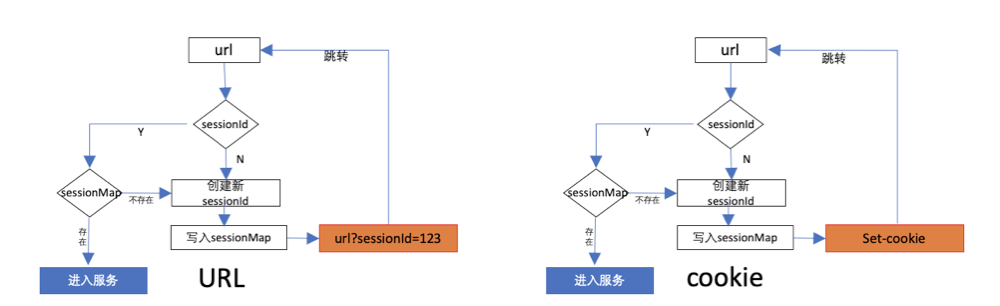 url
跳转
sessionId
Y
N
sessionMap
不存在
创建新
sessionId
存
在
写入sessionMap
url?sessionId=123
进入服务
URL
url
跳转
sessionId
Y
N
sessionMap
不存在
创建新
sessionId
存
在
写入sessionMap
Set-cookie
进入服务
cookie